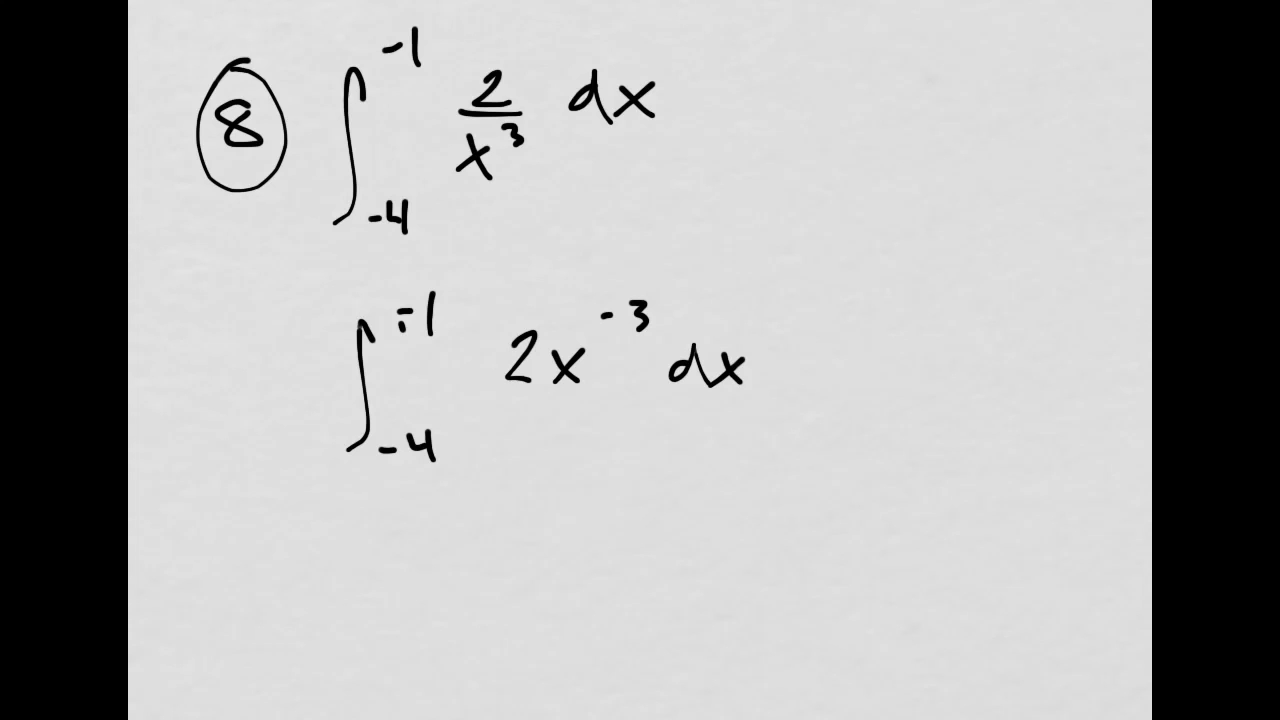 ⑧ ∫₋₄⁻¹ 2/x³ dx
∫₋₄⁻¹ 2x⁻³ dx